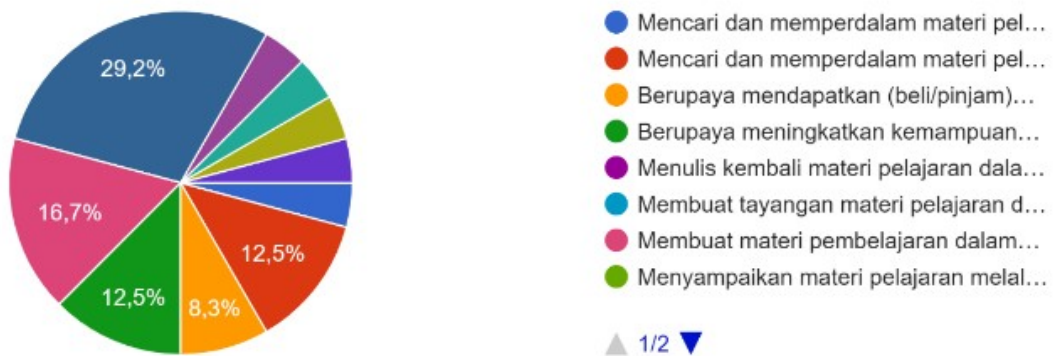 29,2%
16,7%
12,5%
8,3%
12,5%
Mencari dan memperdalam materi pel...
Mencari dan memperdalam materi pel...
Berupaya mendapatkan (beli/pinjam)...
Berupaya meningkatkan kemampuan...
Menulis kembali materi pelajaran dala...
Membuat tayangan materi pelajaran d...
Membuat materi pembelajaran dalam...
Menyampaikan materi pelajaran melal...
1/2